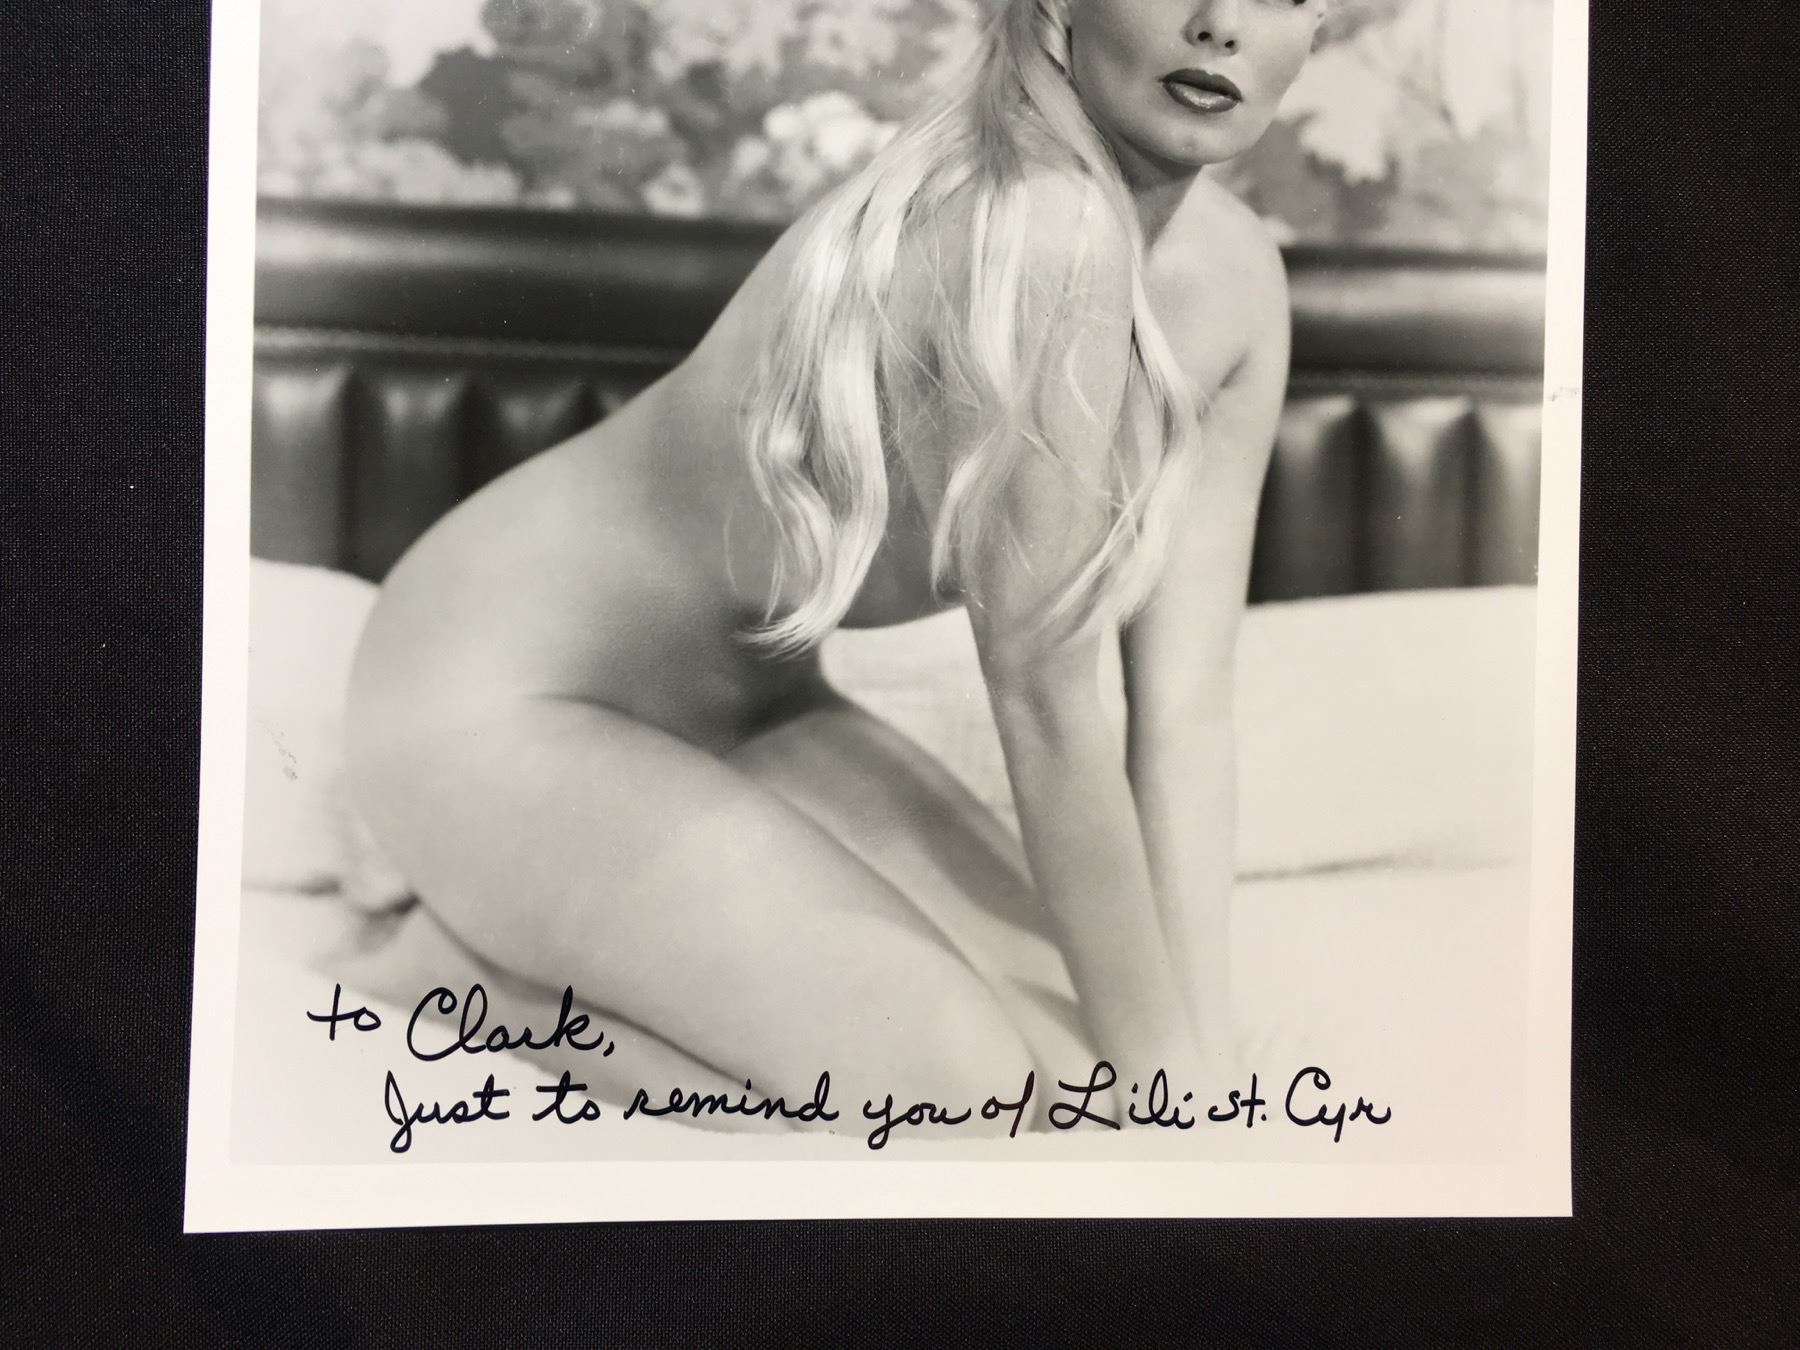 to Clark,
Just to remind you of Lili St. Cyr